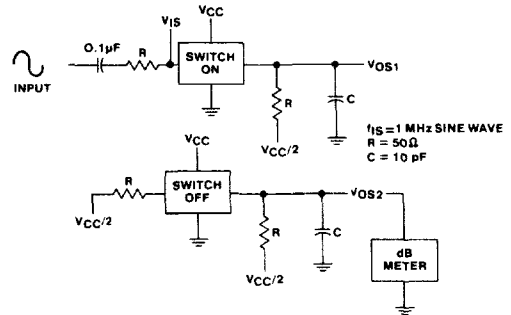 VCC
VIS
0.1µF
R
SWITCH
ON
VOS1
INPUT
R
C
VCC/2
fIS=1 MHz SINE WAVE
R = 50Ω
C = 10 pF
VCC
R
SWITCH
OFF
VOS2
VCC/2
R
C
VCC/2
dB
METER